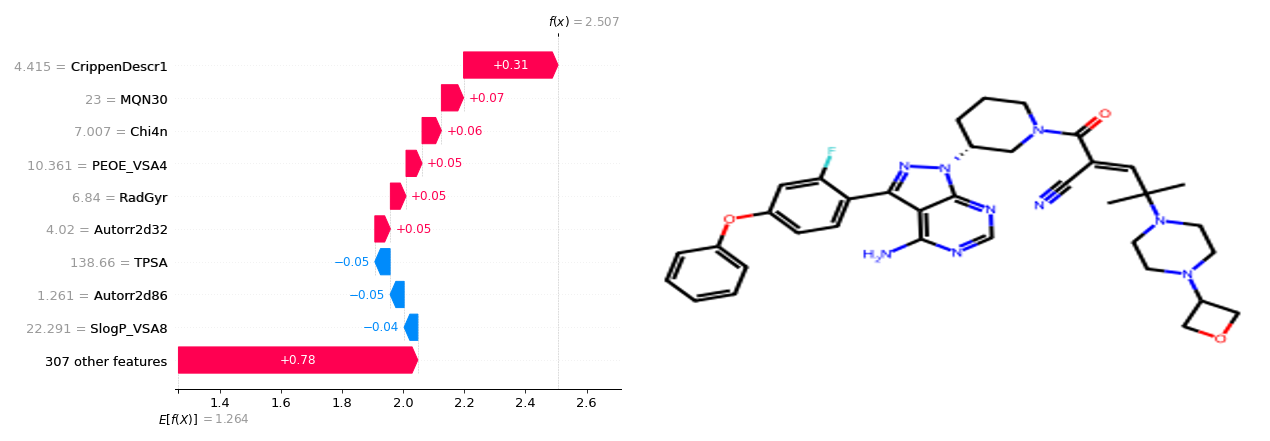 f(x) = 2.507
4.415 = CrippenDescr1
+0.31
23 = MQN30
+0.07
7.007 = Chi4n
+0.06
10.361 = PEOE_VSA4
+0.05
6.84 = RadGyr
+0.05
4.02 = Autorr2d32
+0.05
138.66 = TPSA
−0.05
1.261 = Autorr2d86
−0.05
22.291 = SlogP_VSA8
−0.04
307 other features
+0.78
1.4 1.6 1.8 2.0 2.2 2.4 2.6
E[f(X)] = 1.264
O
N
F
N
N
N
N
O
N
H₂N
N
N
O